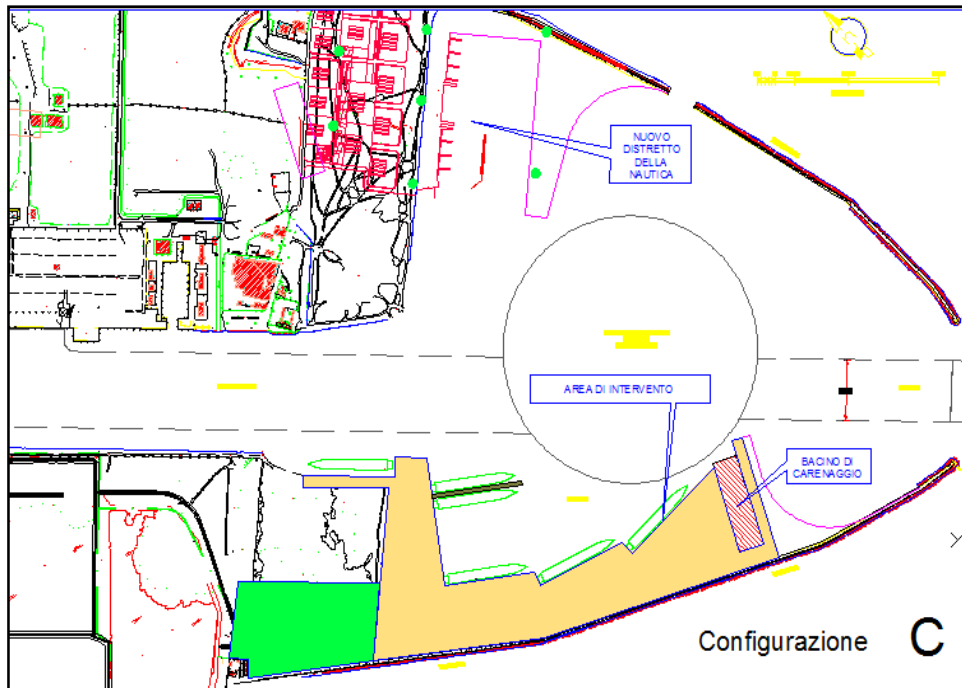 NUOVO
DISTRETTO
DELLA
NAUTICA
AREA DI INTERVENTO
BACINO DI
CARENAGGIO
Configurazione C